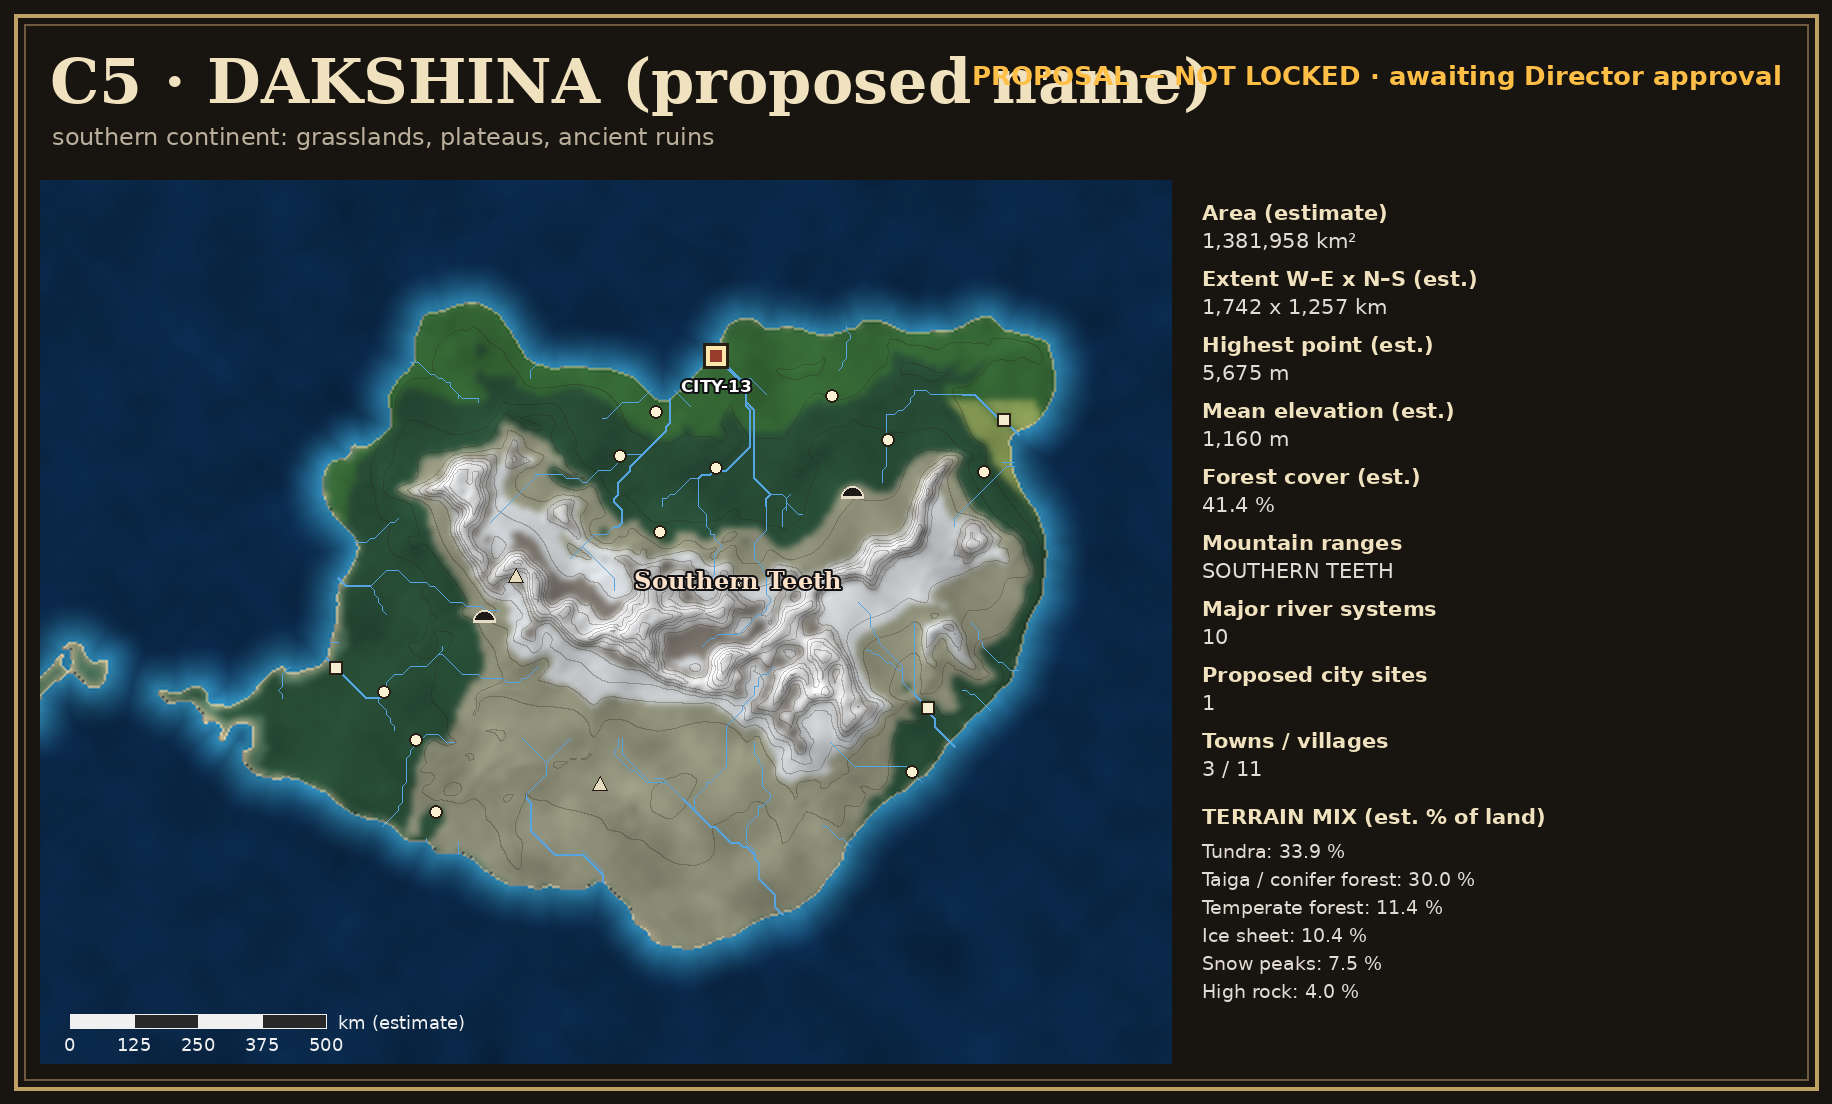 C5 · DAKSHINA (proposed name)
PROPOSAL — NOT LOCKED · awaiting Director approval
southern continent: grasslands, plateaus, ancient ruins
CITY-13
Southern Teeth
km (estimate)
0 125 250 375 500
Area (estimate)
1,381,958 km²
Extent W–E x N–S (est.)
1,742 x 1,257 km
Highest point (est.)
5,675 m
Mean elevation (est.)
1,160 m
Forest cover (est.)
41.4 %
Mountain ranges
SOUTHERN TEETH
Major river systems
10
Proposed city sites
1
Towns / villages
3 / 11
TERRAIN MIX (est. % of land)
Tundra: 33.9 %
Taiga / conifer forest: 30.0 %
Temperate forest: 11.4 %
Ice sheet: 10.4 %
Snow peaks: 7.5 %
High rock: 4.0 %